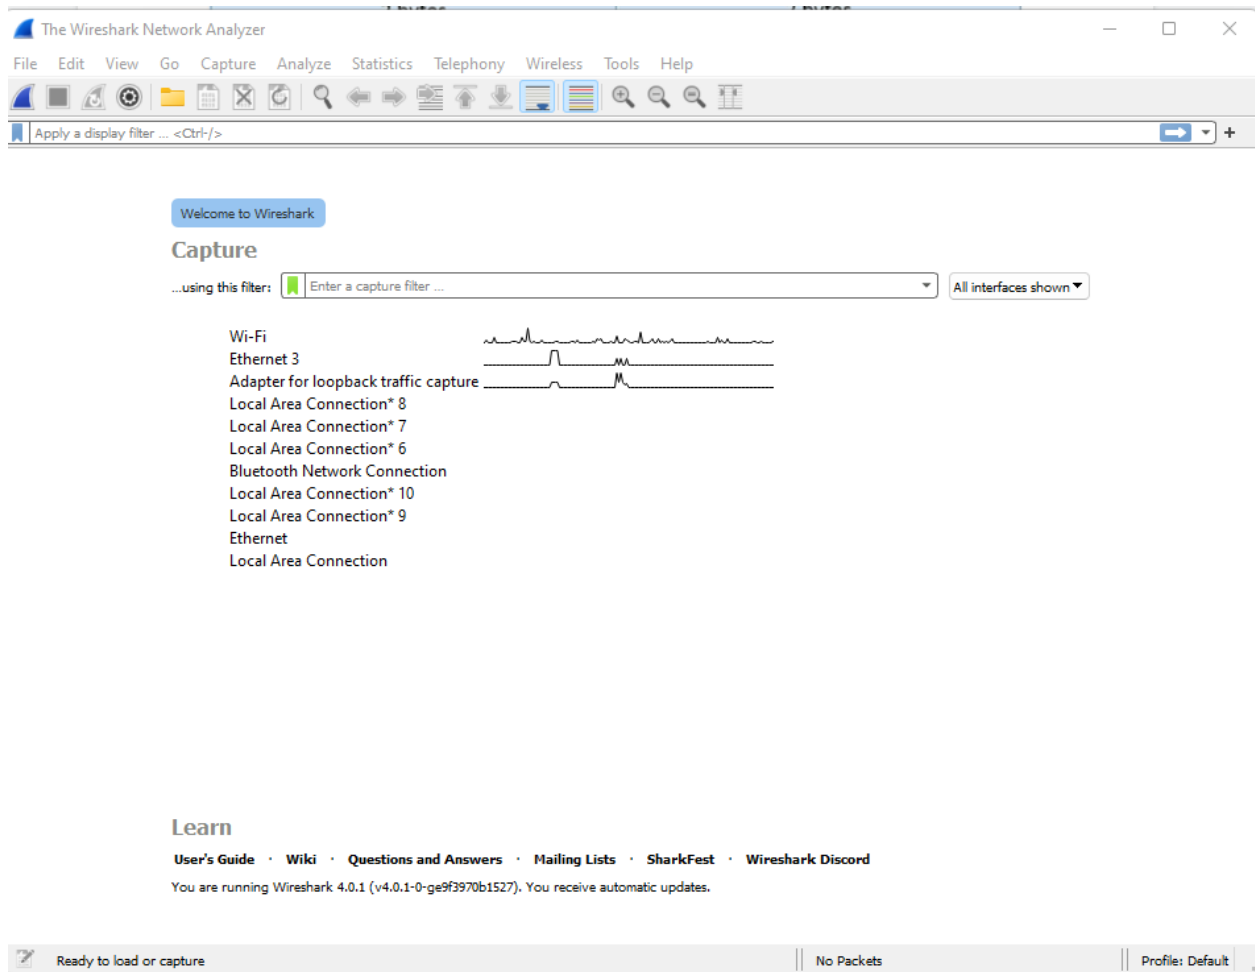 The Wireshark Network Analyzer
File Edit View Go Capture Analyze Statistics Telephony Wireless Tools Help
Apply a display filter ... <Ctrl-/>
Welcome to Wireshark
Capture
...using this filter: Enter a capture filter ... All interfaces shown
Wi-Fi
Ethernet 3
Adapter for loopback traffic capture
Local Area Connection* 8
Local Area Connection* 7
Local Area Connection* 6
Bluetooth Network Connection
Local Area Connection* 10
Local Area Connection* 9
Ethernet
Local Area Connection
Learn
User's Guide · Wiki · Questions and Answers · Mailing Lists · SharkFest · Wireshark Discord
You are running Wireshark 4.0.1 (v4.0.1-0-ge9f3970b1527). You receive automatic updates.
Ready to load or capture No Packets Profile: Default